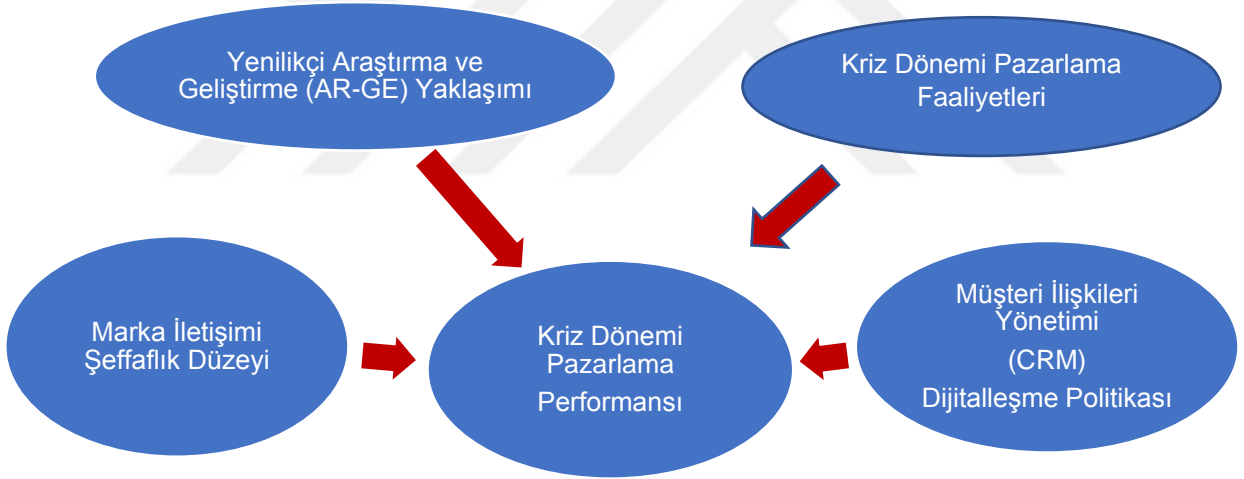 Yenilikçi Araştırma ve
Geliştirme (AR-GE) Yaklaşımı
Kriz Dönemi Pazarlama
Faaliyetleri
Marka İletişimi
Şeffaflık Düzeyi
Kriz Dönemi
Pazarlama
Performansı
Müşteri İlişkileri
Yönetimi
(CRM)
Dijitalleşme Politikası